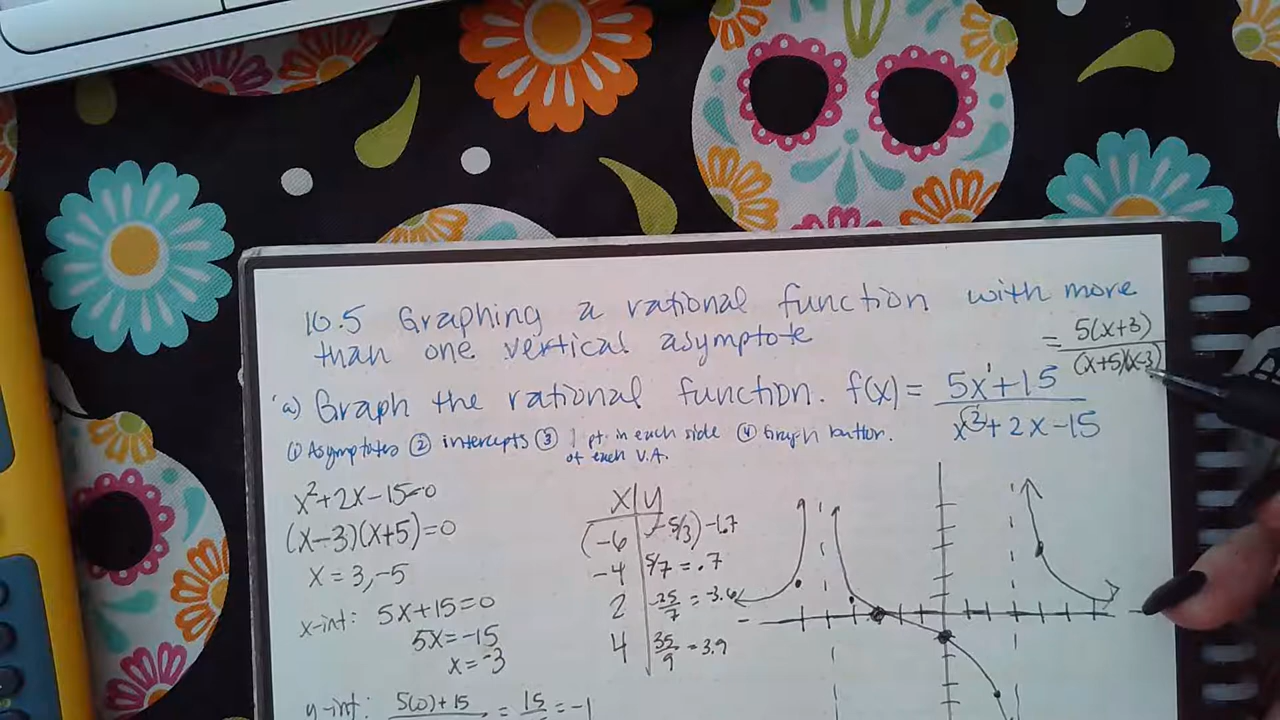 10.5 Graphing a rational function with more
than one vertical asymptote
= 5(x+3) / (x+5)(x-3)
a) Graph the rational function. f(x) = 5x¹+15 / x²+2x-15
① Asymptotes ② intercepts ③ 1 pt. in each side ④ Graph button.
of each V.A.
x²+2x-15=0
(x-3)(x+5)=0
x = 3, -5
x-int: 5x+15=0
5x=-15
x=-3
y-int: 5(0)+15 = 15 = -1
x | y
(-6 | -5/3) -1.7
-4 | 5/7 = .7
2 | -25/7 = -3.6
4 | 35/9 = 3.9